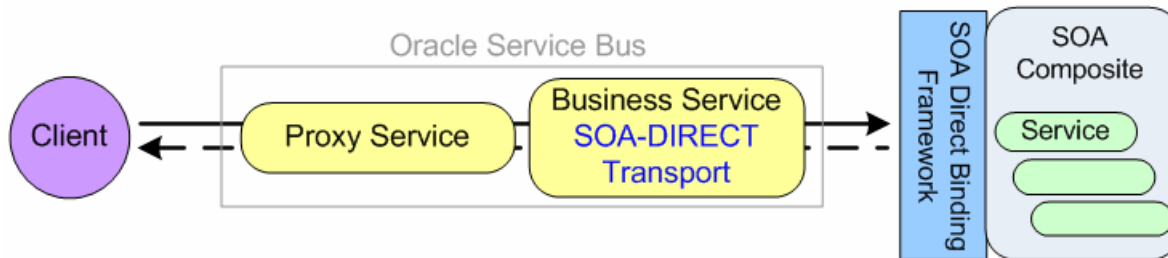 Oracle Service Bus
Client
Proxy Service
Business Service
SOA-DIRECT
Transport
SOA Direct Binding
Framework
SOA
Composite
Service